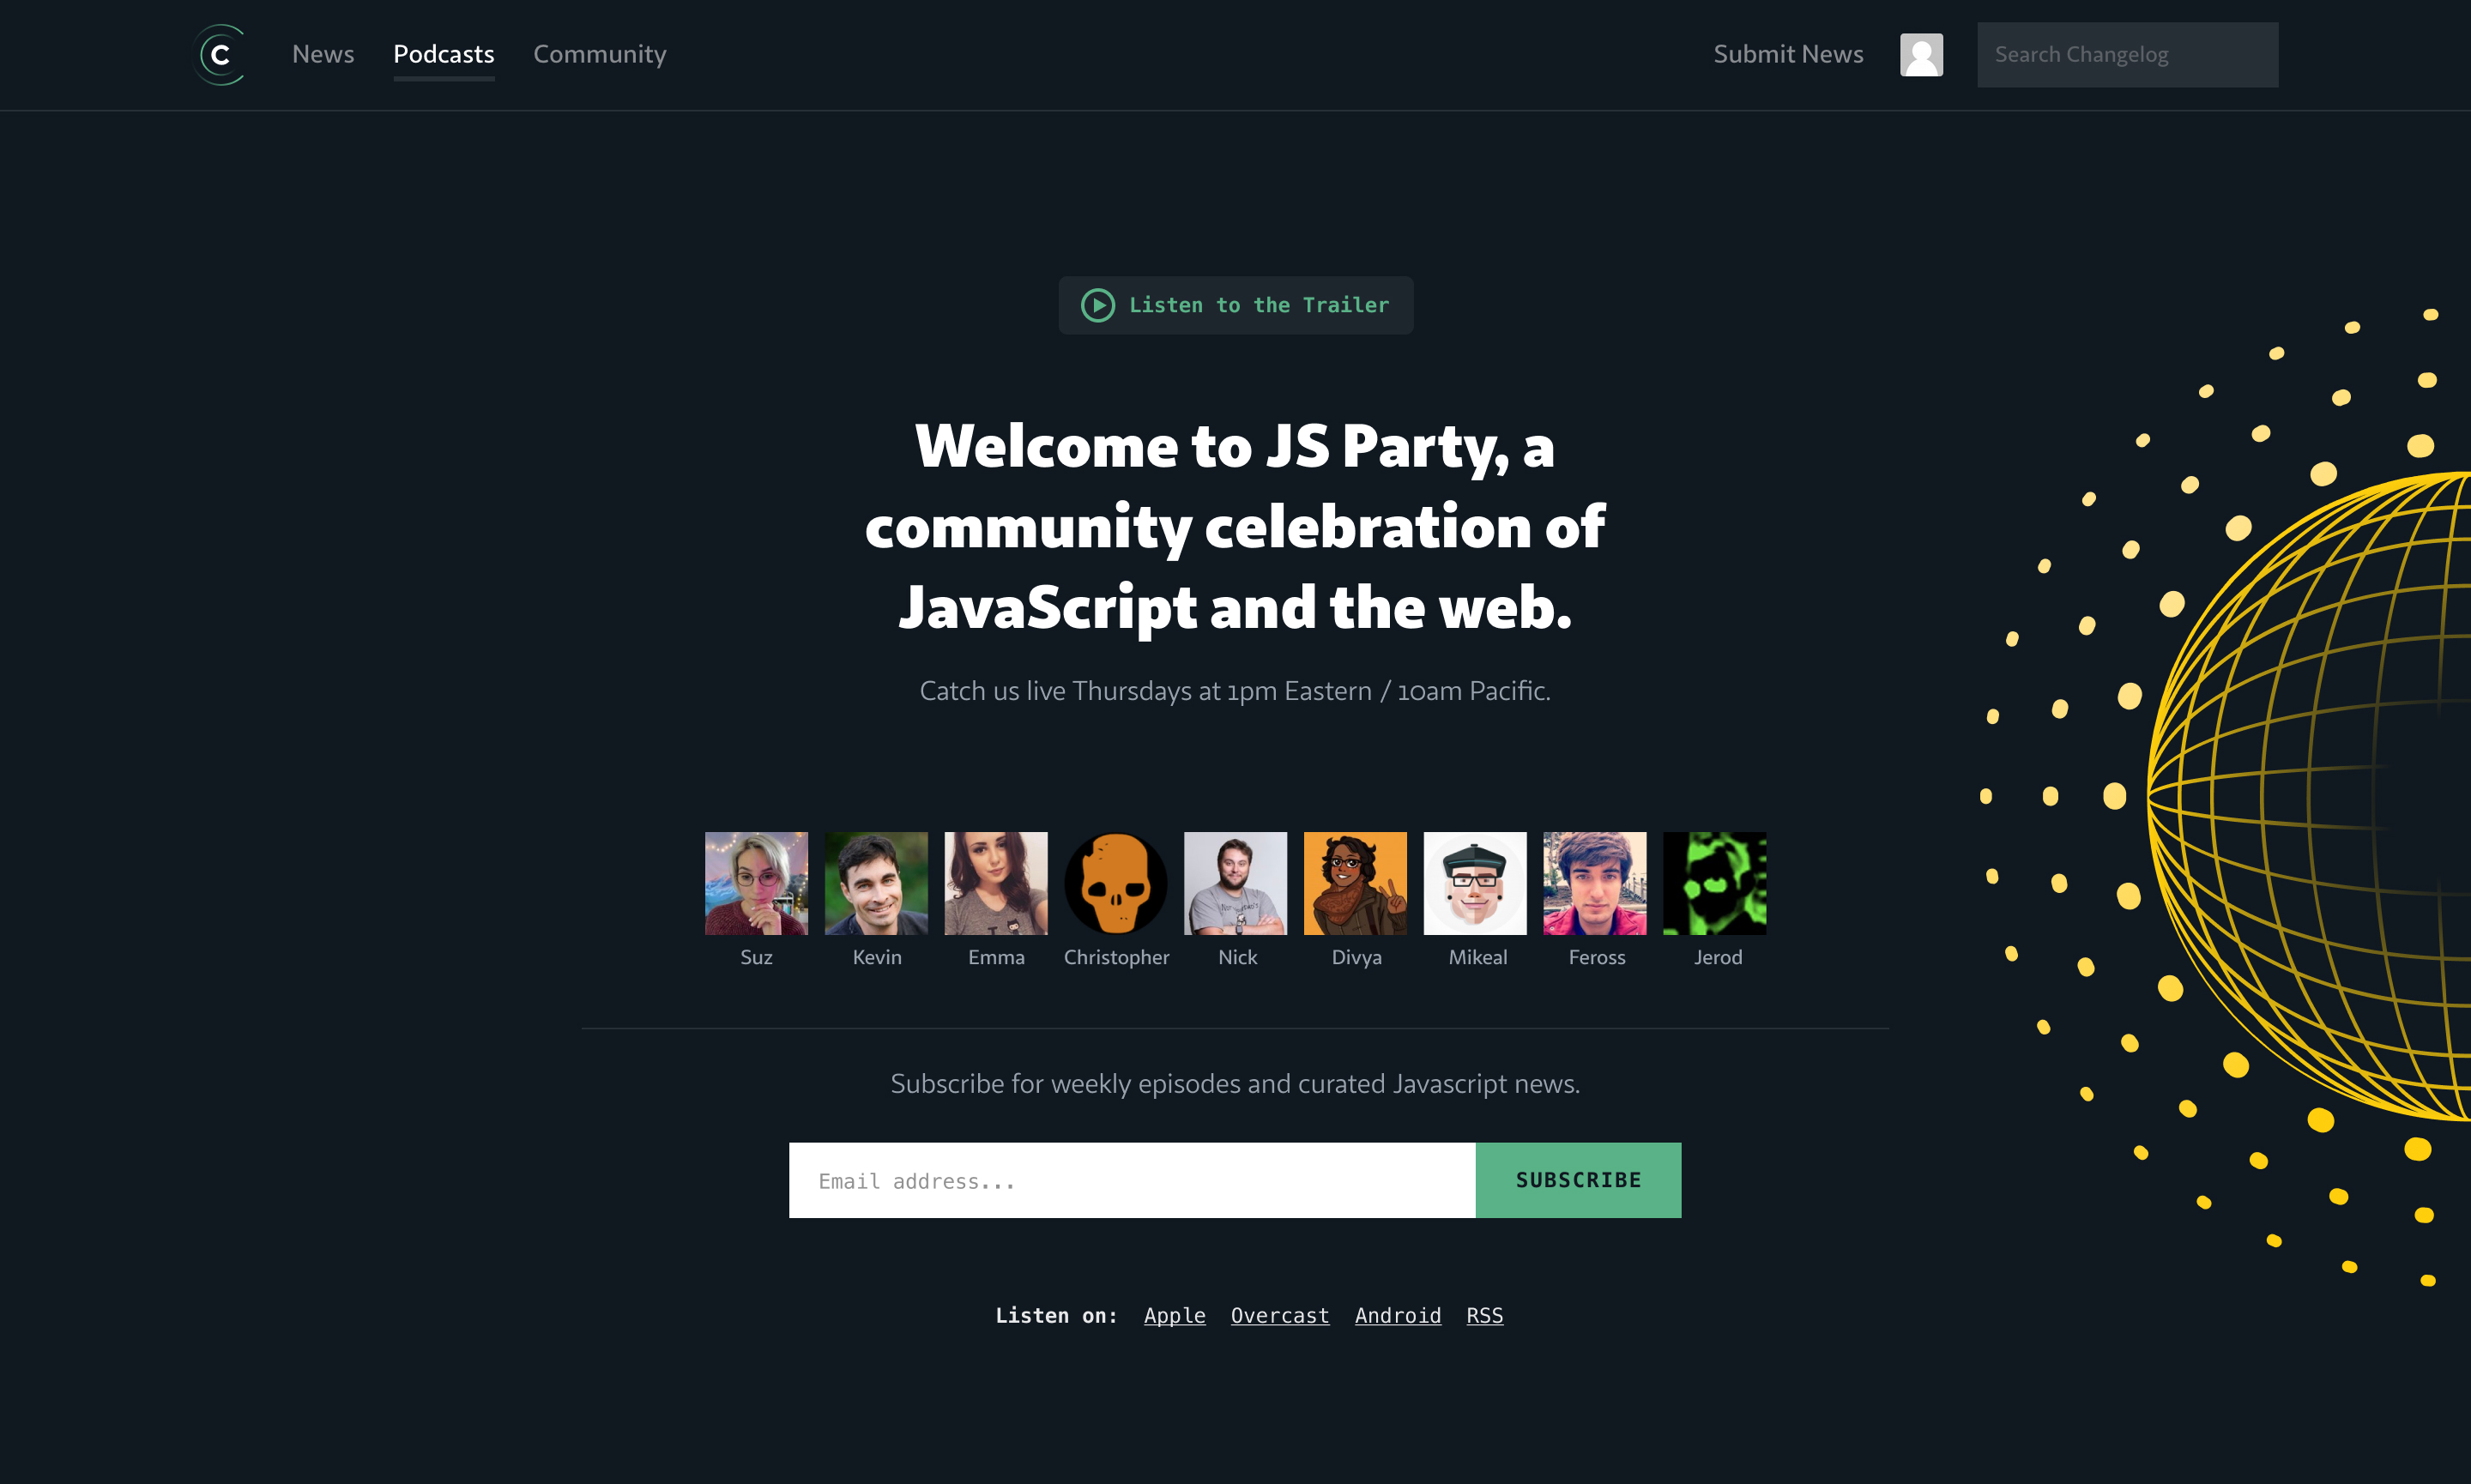 C
News
Podcasts
Community
Submit News
Search Changelog
Listen to the Trailer
Welcome to JS Party, a
community celebration of
JavaScript and the web.
Catch us live Thursdays at 1pm Eastern / 10am Pacific.
Suz
Kevin
Emma
Christopher
Nick
Divya
Mikeal
Feross
Jerod
Subscribe for weekly episodes and curated Javascript news.
Email address...
SUBSCRIBE
Listen on: Apple Overcast Android RSS